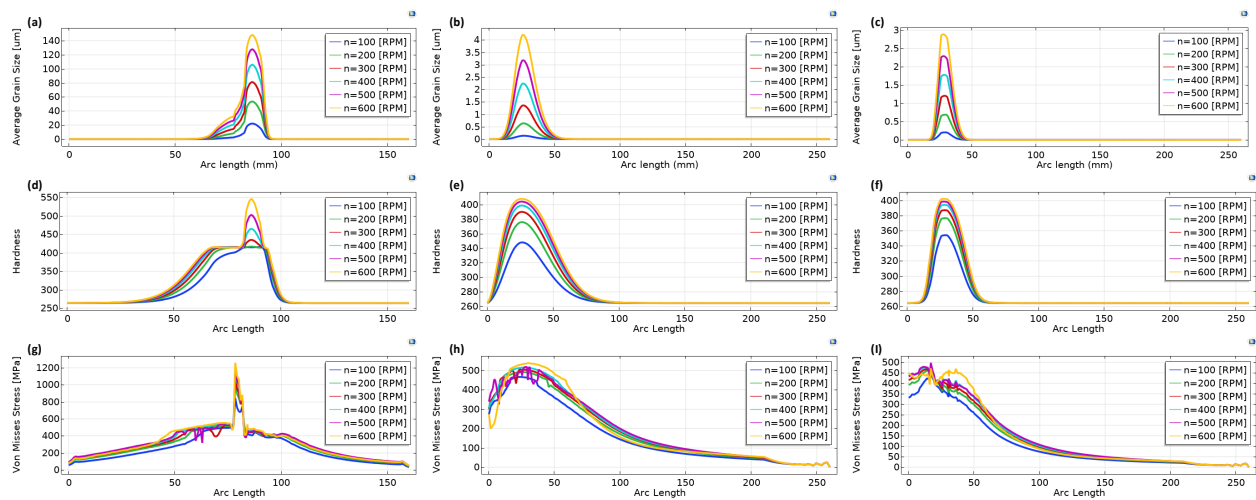 (a)
Average Grain Size [um]
140
120
100
80
60
40
20
0
0
50
100
150
Arc length (mm)
n=100 [RPM]
n=200 [RPM]
n=300 [RPM]
n=400 [RPM]
n=500 [RPM]
n=600 [RPM]
(b)
Average Grain Size [um]
4
3.5
3
2.5
2
1.5
1
0.5
0
0
50
100
150
200
250
Arc length (mm)
n=100 [RPM]
n=200 [RPM]
n=300 [RPM]
n=400 [RPM]
n=500 [RPM]
n=600 [RPM]
(c)
Average Grain Size [um]
3
2.5
2
1.5
1
0.5
0
0
50
100
150
200
250
Arc length (mm)
n=100 [RPM]
n=200 [RPM]
n=300 [RPM]
n=400 [RPM]
n=500 [RPM]
n=600 [RPM]
(d)
Hardness
550
500
450
400
350
300
250
0
50
100
150
Arc Length
n=100 [RPM]
n=200 [RPM]
n=300 [RPM]
n=400 [RPM]
n=500 [RPM]
n=600 [RPM]
(e)
Hardness
400
380
360
340
320
300
280
260
0
50
100
150
200
250
Arc Length
n=100 [RPM]
n=200 [RPM]
n=300 [RPM]
n=400 [RPM]
n=500 [RPM]
n=600 [RPM]
(f)
Hardness
400
380
360
340
320
300
280
260
0
50
100
150
200
250
Arc Length
n=100 [RPM]
n=200 [RPM]
n=300 [RPM]
n=400 [RPM]
n=500 [RPM]
n=600 [RPM]
(g)
Von Misses Stress [MPa]
1200
1000
800
600
400
200
0
0
50
100
150
Arc Length
n=100 [RPM]
n=200 [RPM]
n=300 [RPM]
n=400 [RPM]
n=500 [RPM]
n=600 [RPM]
(h)
Von Misses Stress [MPa]
500
400
300
200
100
0
0
50
100
150
200
250
Arc Length
n=100 [RPM]
n=200 [RPM]
n=300 [RPM]
n=400 [RPM]
n=500 [RPM]
n=600 [RPM]
(I)
Von Misses Stress [MPa]
500
450
400
350
300
250
200
150
100
50
0
0
50
100
150
200
250
Arc Length
n=100 [RPM]
n=200 [RPM]
n=300 [RPM]
n=400 [RPM]
n=500 [RPM]
n=600 [RPM]